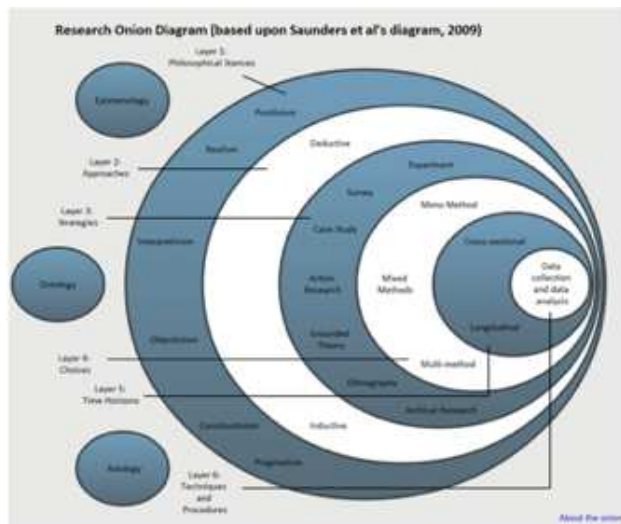 Research Onion Diagram (based upon Saunders et al's diagram, 2009)
Layer 1:
Philosophical Stances
Epistemology
Positivism
Realism
Deductive
Layer 2:
Approaches
Experiment
Survey
Mono Method
Layer 3:
Strategies
Case Study
Cross-sectional
Interpretivism
Ontology
Action
Research
Mixed
Methods
Data
collection
and data
analysis
Longitudinal
Grounded
Theory
Objectivism
Layer 4:
Choices
Multi-method
Ethnography
Layer 5:
Time Horizons
Archival Research
Constructionism
Inductive
Pragmatism
Axiology
Layer 6:
Techniques
and
Procedures
About the onion